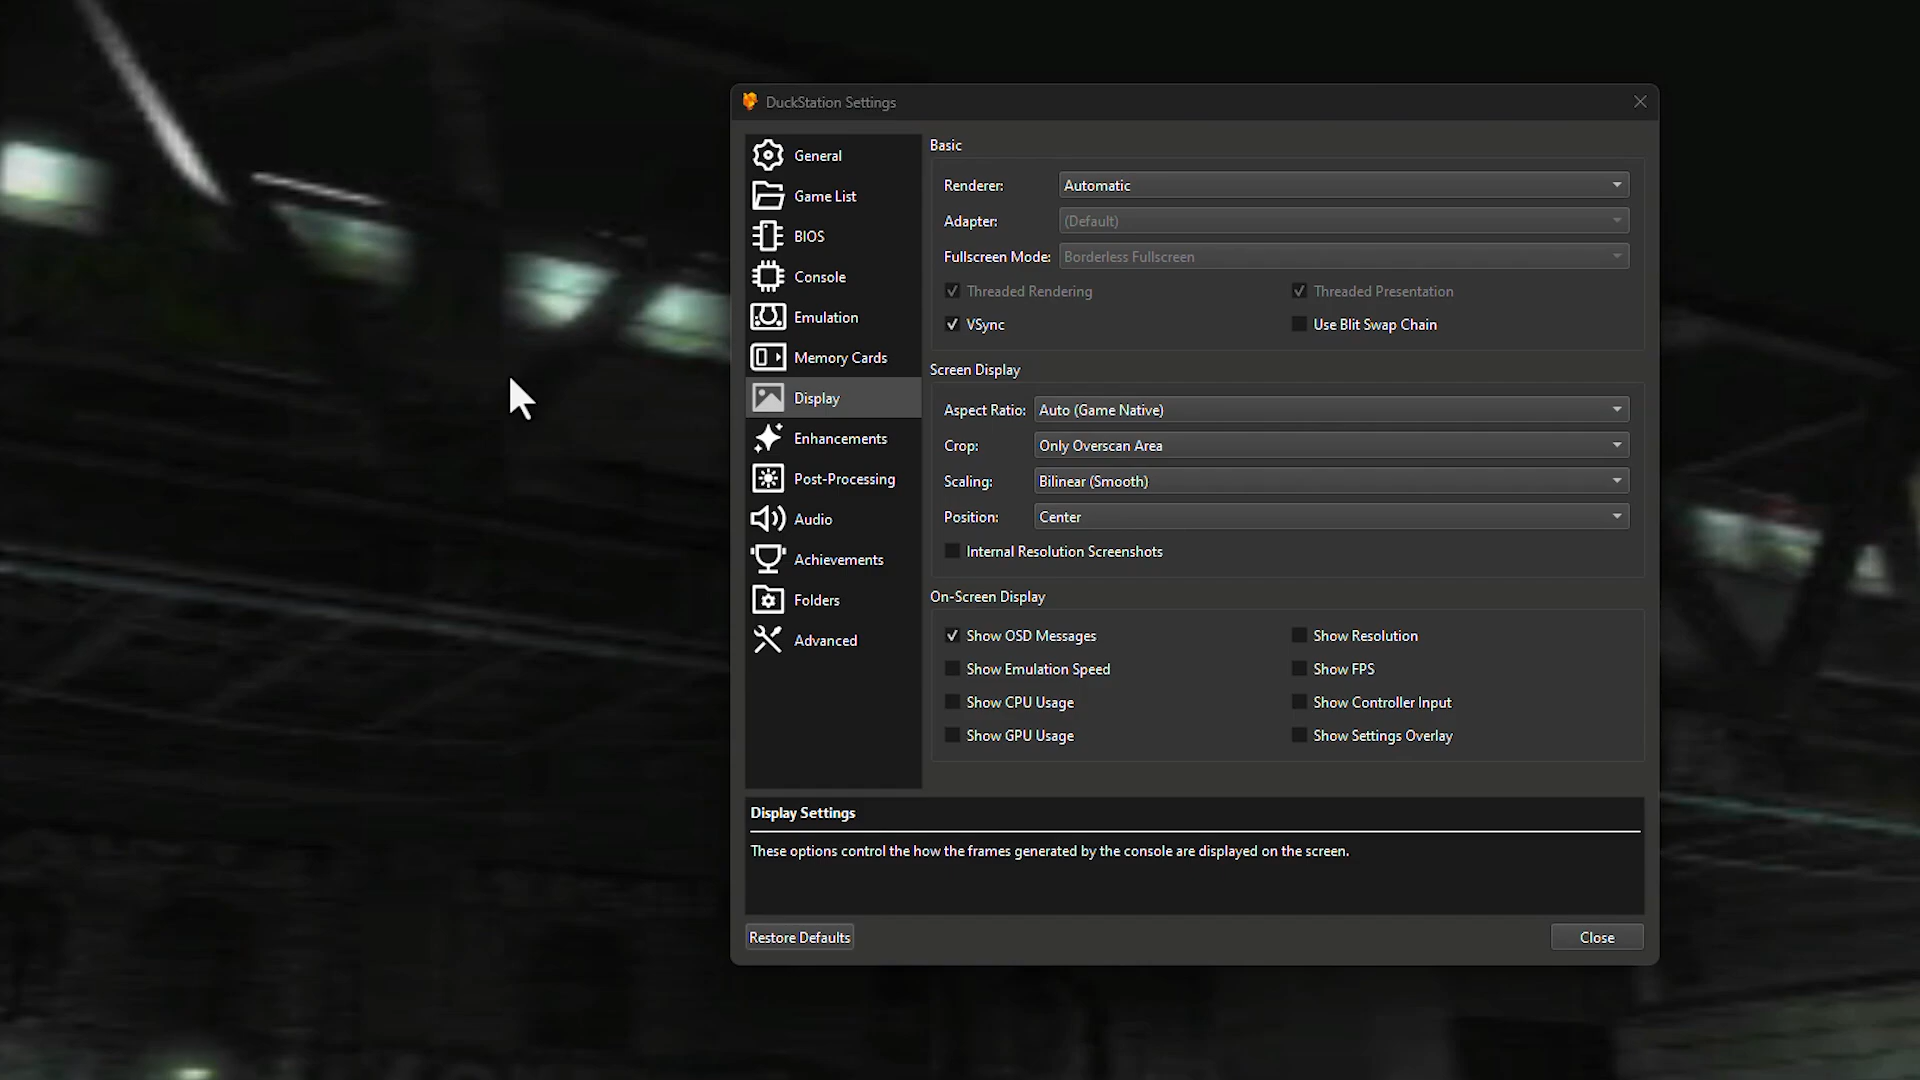 DuckStation Settings
General
Game List
BIOS
Console
Emulation
Memory Cards
Display
Enhancements
Post-Processing
Audio
Achievements
Folders
Advanced
Basic
Renderer: Automatic
Adapter: (Default)
Fullscreen Mode: Borderless Fullscreen
Threaded Rendering Threaded Presentation
VSync Use Blit Swap Chain
Screen Display
Aspect Ratio: Auto (Game Native)
Crop: Only Overscan Area
Scaling: Bilinear (Smooth)
Position: Center
Internal Resolution Screenshots
On-Screen Display
Show OSD Messages Show Resolution
Show Emulation Speed Show FPS
Show CPU Usage Show Controller Input
Show GPU Usage Show Settings Overlay
Display Settings
These options control the how the frames generated by the console are displayed on the screen.
Restore Defaults Close